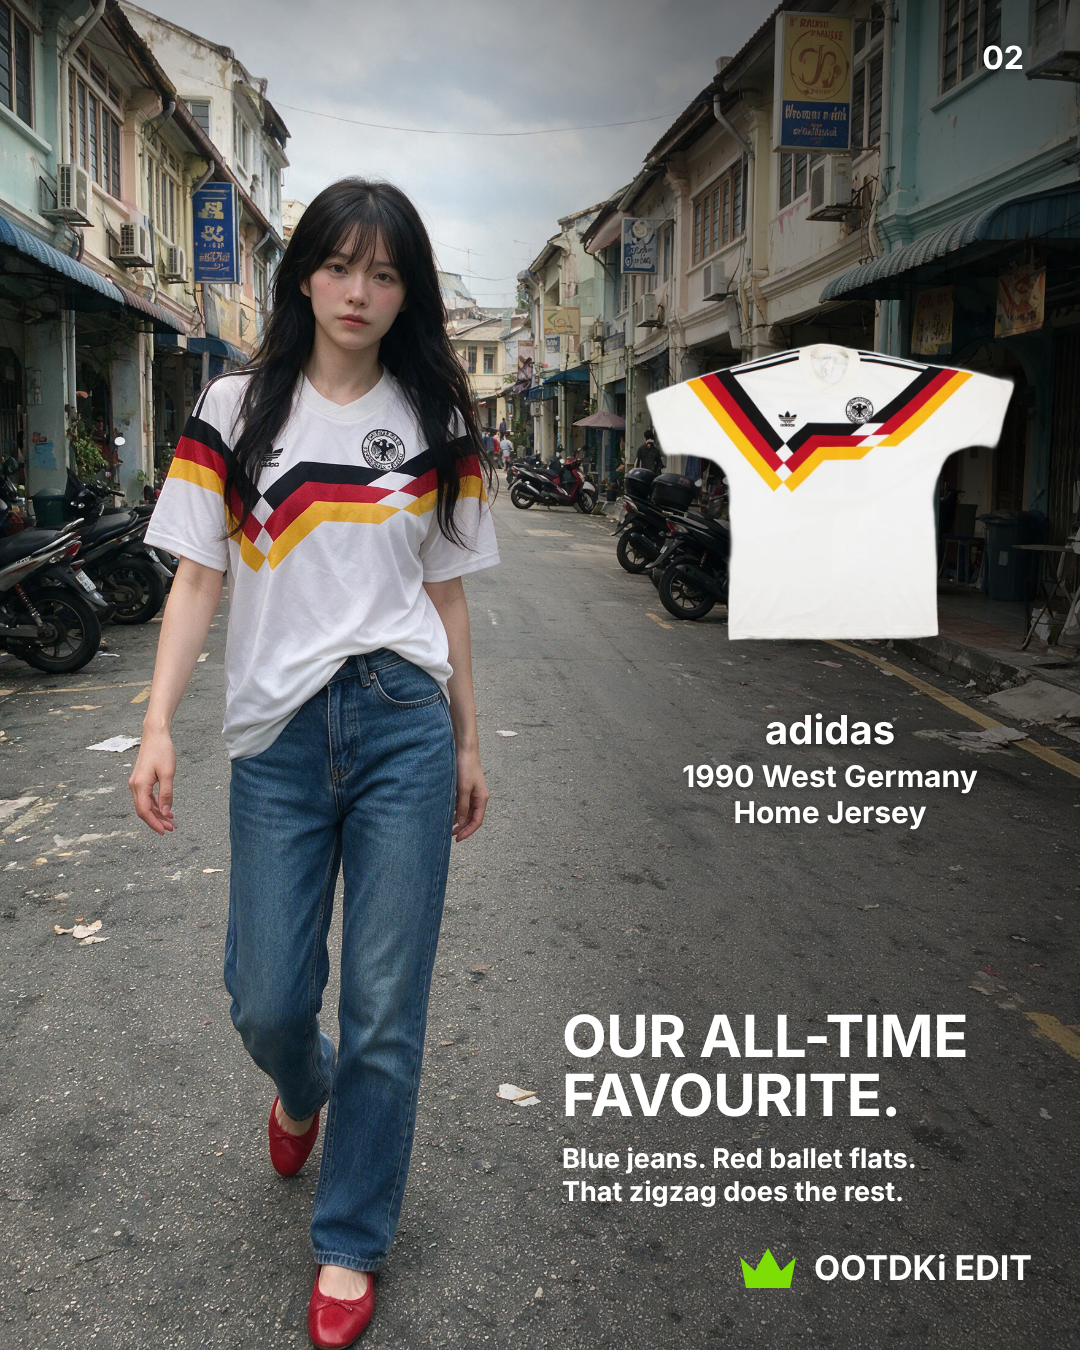 02
adidas
adidas
1990 West Germany
Home Jersey
OUR ALL-TIME
FAVOURITE.
Blue jeans. Red ballet flats.
That zigzag does the rest.
OOTDKi EDIT